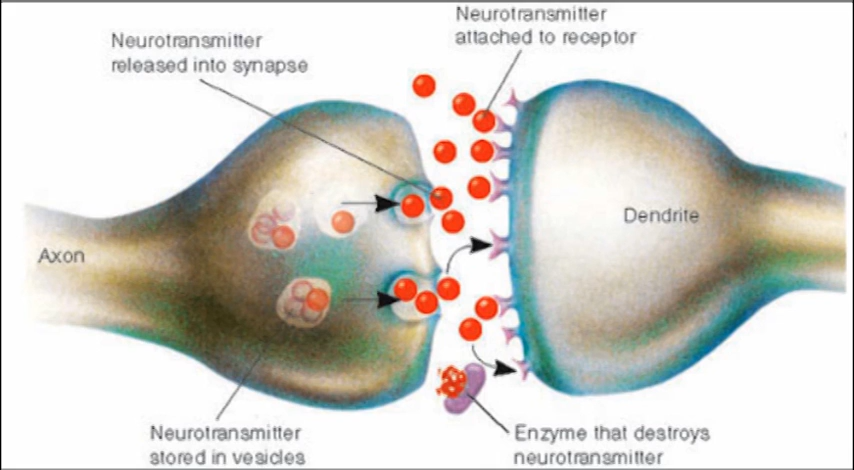 Neurotransmitter
attached to receptor
Neurotransmitter
released into synapse
Axon
Dendrite
Neurotransmitter
stored in vesicles
Enzyme that destroys
neurotransmitter